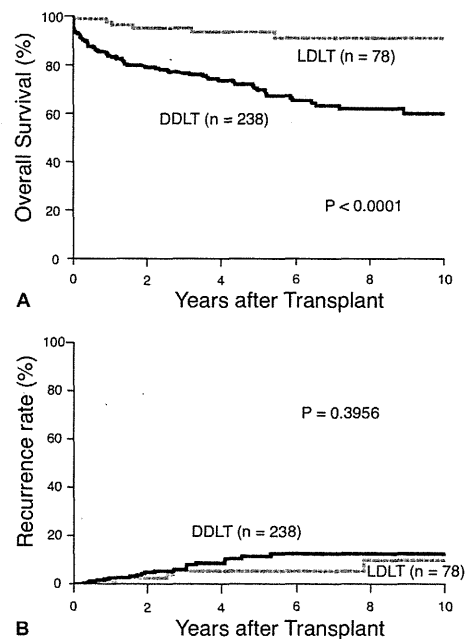 100
80
60
40
20
0
Overall Survival (%)
LDLT (n = 78)
DDLT (n = 238)
P < 0.0001
0 2 4 6 8 10
A Years after Transplant
100
80
60
40
20
0
Recurrence rate (%)
P = 0.3956
DDLT (n = 238)
LDLT (n = 78)
0 2 4 6 8 10
B Years after Transplant